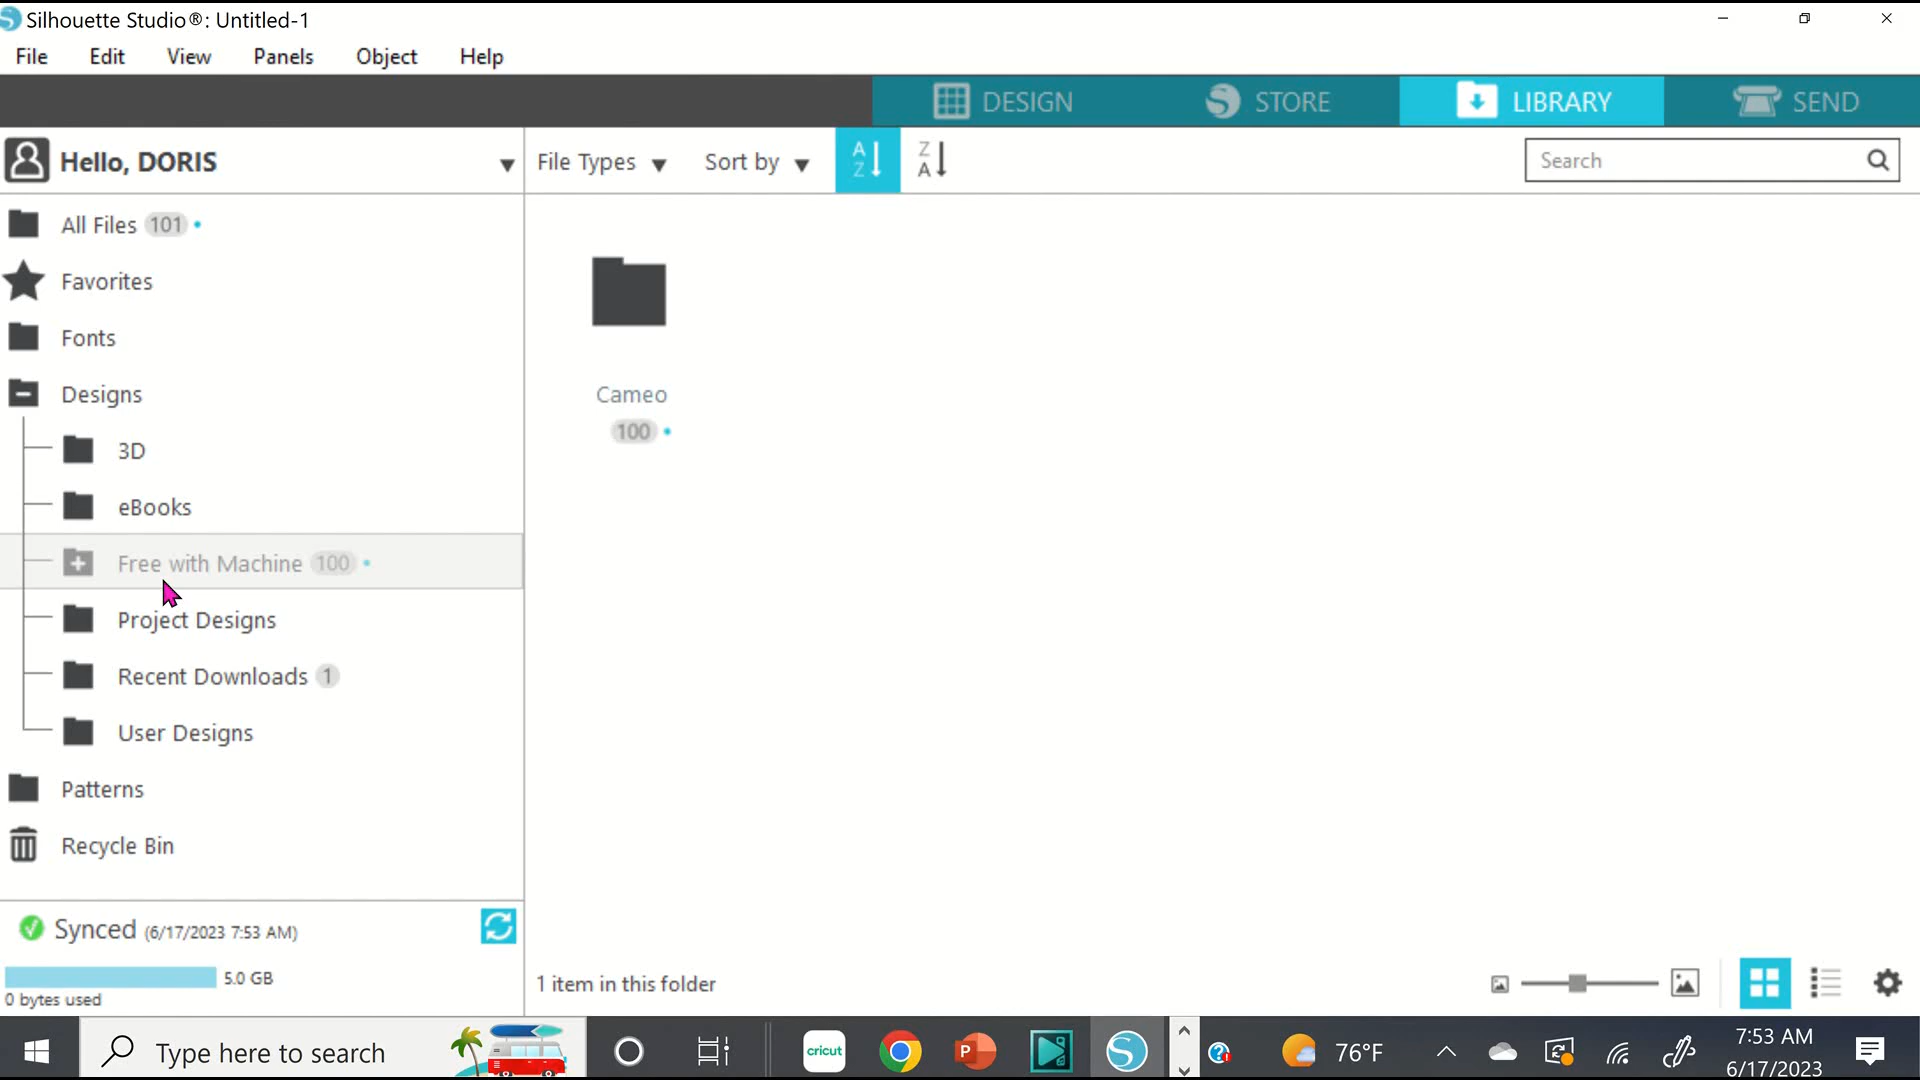 Silhouette Studio®: Untitled-1
File Edit View Panels Object Help
DESIGN STORE LIBRARY SEND
Hello, DORIS
File Types Sort by A Z Z A Search
All Files 101
Favorites
Fonts
Designs
3D
eBooks
Free with Machine 100
Project Designs
Recent Downloads 1
User Designs
Patterns
Recycle Bin
Cameo
100
Synced (6/17/2023 7:53 AM)
5.0 GB
0 bytes used
1 item in this folder
Type here to search
cricut
P
76°F
7:53 AM
6/17/2023